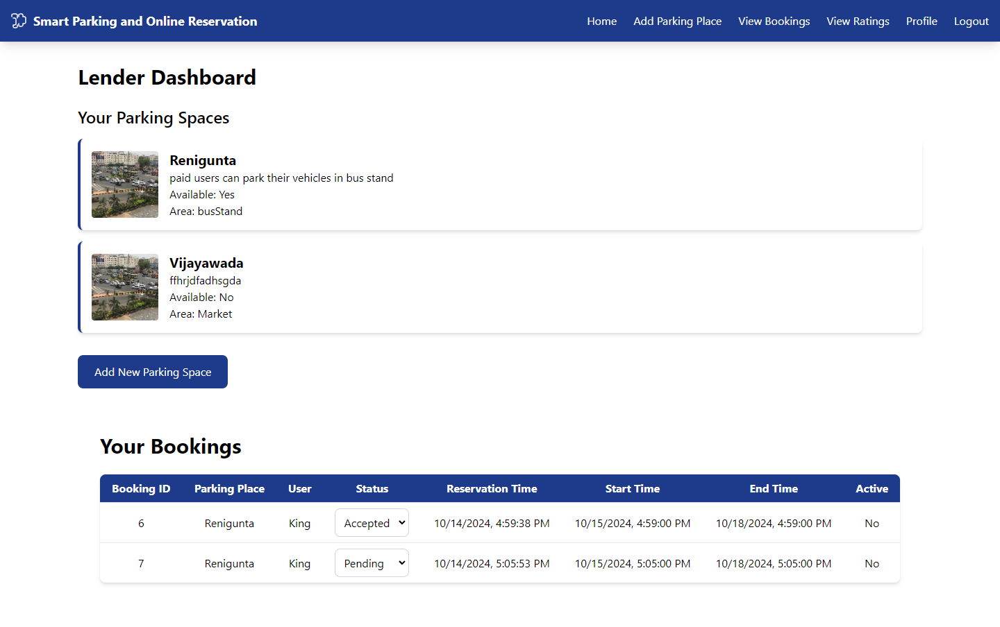 Smart Parking and Online Reservation
Home Add Parking Place View Bookings View Ratings Profile Logout
Lender Dashboard
Your Parking Spaces
Renigunta
paid users can park their vehicles in bus stand
Available: Yes
Area: busStand
Vijayawada
ffhrjdfadhsgda
Available: No
Area: Market
Add New Parking Space
Your Bookings
Booking ID Parking Place User Status Reservation Time Start Time End Time Active
6 Renigunta King Accepted 10/14/2024, 4:59:38 PM 10/15/2024, 4:59:00 PM 10/18/2024, 4:59:00 PM No
7 Renigunta King Pending 10/14/2024, 5:05:53 PM 10/15/2024, 5:05:00 PM 10/18/2024, 5:05:00 PM No